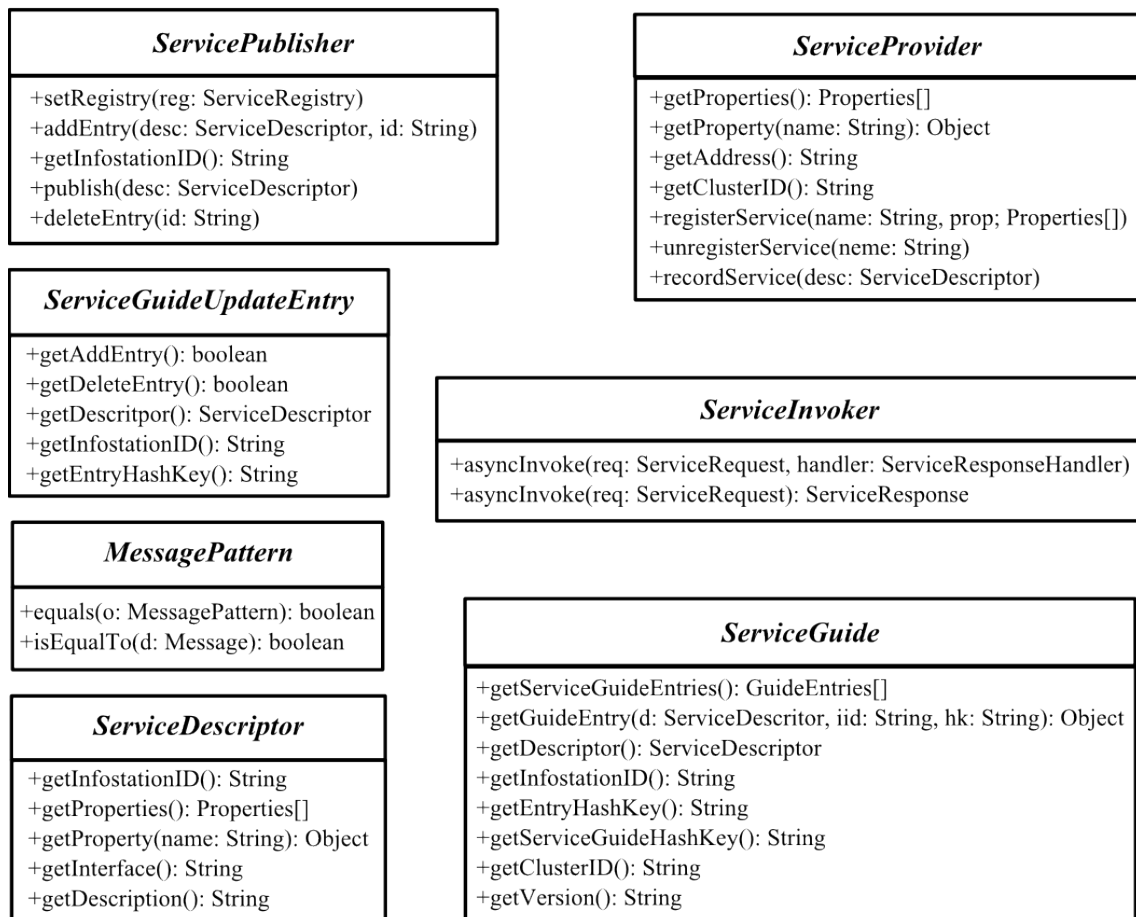 ServicePublisher
+setRegistry(reg: ServiceRegistry)
+addEntry(desc: ServiceDescriptor, id: String)
+getInfostationID(): String
+publish(desc: ServiceDescriptor)
+deleteEntry(id: String)
ServiceProvider
+getProperties(): Properties[]
+getProperty(name: String): Object
+getAddress(): String
+getClusterID(): String
+registerService(name: String, prop; Properties[])
+unregisterService(neme: String)
+recordService(desc: ServiceDescriptor)
ServiceGuideUpdateEntry
+getAddEntry(): boolean
+getDeleteEntry(): boolean
+getDescritpor(): ServiceDescriptor
+getInfostationID(): String
+getEntryHashKey(): String
ServiceInvoker
+asyncInvoke(req: ServiceRequest, handler: ServiceResponseHandler)
+asyncInvoke(req: ServiceRequest): ServiceResponse
MessagePattern
+equals(o: MessagePattern): boolean
+isEqualTo(d: Message): boolean
ServiceGuide
+getServiceGuideEntries(): GuideEntries[]
+getGuideEntry(d: ServiceDescritor, iid: String, hk: String): Object
+getDescriptor(): ServiceDescriptor
+getInfostationID(): String
+getEntryHashKey(): String
+getServiceGuideHashKey(): String
+getClusterID(): String
+getVersion(): String
ServiceDescriptor
+getInfostationID(): String
+getProperties(): Properties[]
+getProperty(name: String): Object
+getInterface(): String
+getDescription(): String